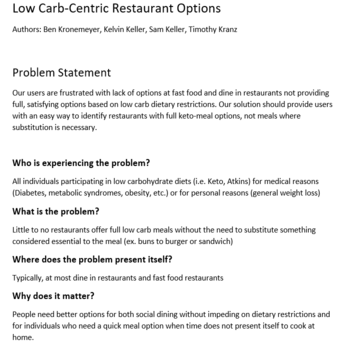 Low Carb-Centric Restaurant Options
Authors: Ben Kronemeyer, Kelvin Keller, Sam Keller, Timothy Kranz
Problem Statement
Our users are frustrated with lack of options at fast food and dine in restaurants not providing
full, satisfying options based on low carb dietary restrictions. Our solution should provide users
with an easy way to identify restaurants with full keto-meal options, not meals where
substitution is necessary.
Who is experiencing the problem?
All individuals participating in low carbohydrate diets (i.e. Keto, Atkins) for medical reasons
(Diabetes, metabolic syndromes, obesity, etc.) or for personal reasons (general weight loss)
What is the problem?
Little to no restaurants offer full low carb meals without the need to substitute something
considered essential to the meal (ex. buns to burger or sandwich)
Where does the problem present itself?
Typically, at most dine in restaurants and fast food restaurants
Why does it matter?
People need better options for both social dining without impeding on dietary restrictions and
for individuals who need a quick meal option when time does not present itself to cook at
home.